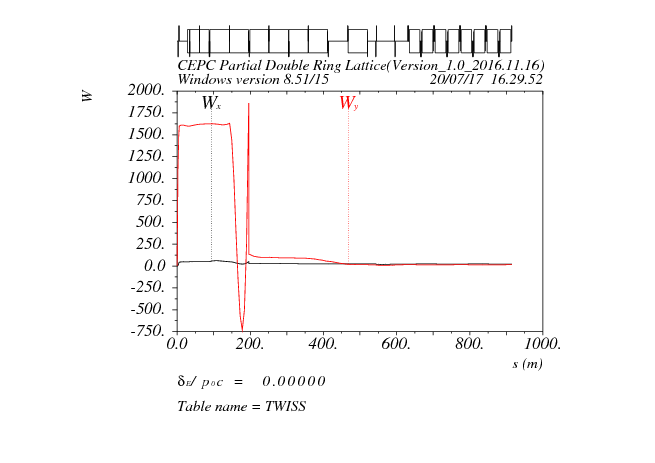 CEPC Partial Double Ring Lattice(Version_1.0_2016.11.16)
Windows version 8.51/15 20/07/17 16.29.52
W
2000.
Wx Wy
1750.
1500.
1250.
1000.
750.
500.
250.
0.0
-250.
-500.
-750.
0.0 200. 400. 600. 800. 1000.
s (m)
δE/ p0c = 0.00000
Table name = TWISS